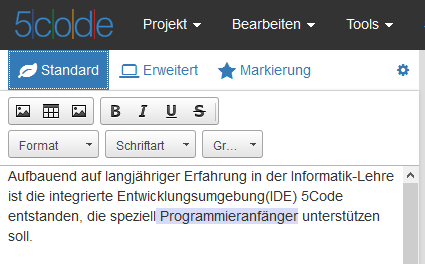 5code
Projekt Bearbeiten Tools
Standard Erweitert Markierung
B I U S
Format Schriftart Gr...
Aufbauend auf langjähriger Erfahrung in der Informatik-Lehre
ist die integrierte Entwicklungsumgebung(IDE) 5Code
entstanden, die speziell Programmieranfänger unterstützen
soll.